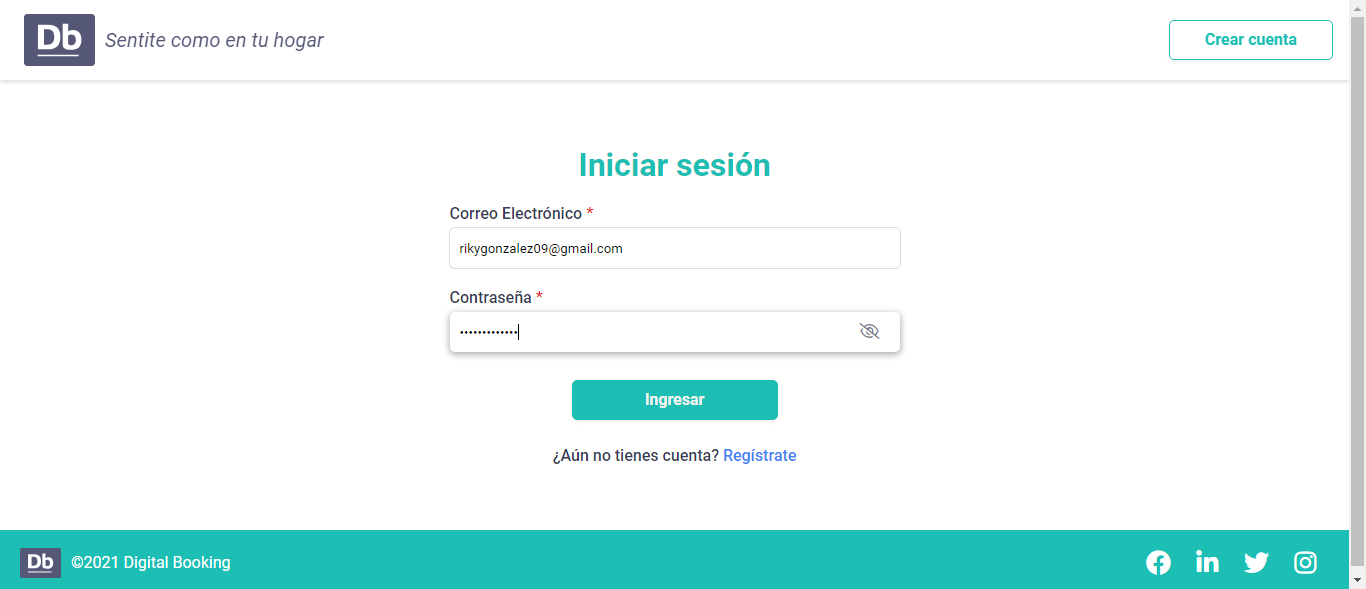 Db Sentite como en tu hogar
Crear cuenta
Iniciar sesión
Correo Electrónico *
rikygonzalez09@gmail.com
Contraseña *
•••••••••••••
Ingresar
¿Aún no tienes cuenta? Regístrate
Db ©2021 Digital Booking